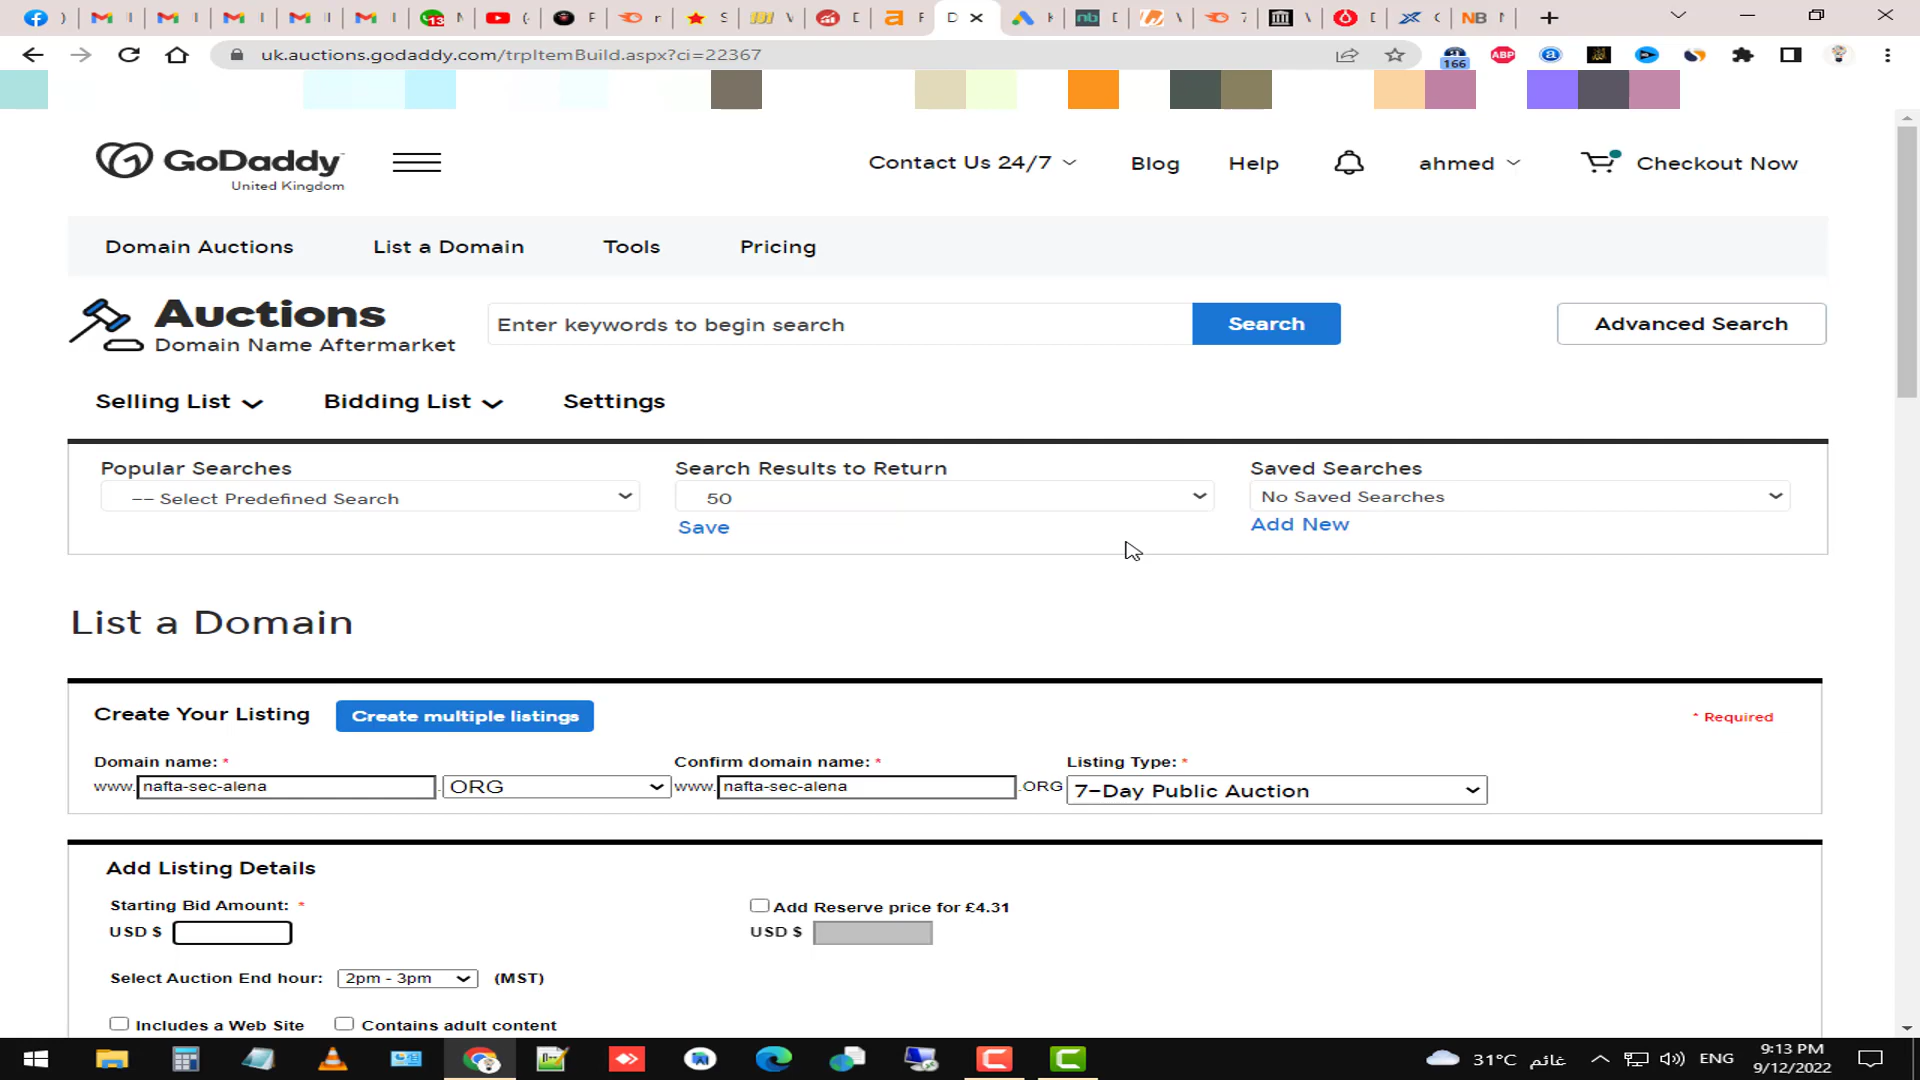 uk.auctions.godaddy.com/trpItemBuild.aspx?ci=22367
166
ABP
GoDaddy
United Kingdom
Contact Us 24/7
Blog
Help
ahmed
Checkout Now
Domain Auctions
List a Domain
Tools
Pricing
Auctions
Domain Name Aftermarket
Enter keywords to begin search
Search
Advanced Search
Selling List
Bidding List
Settings
Popular Searches
Search Results to Return
Saved Searches
-- Select Predefined Search
50
No Saved Searches
Save
Add New
List a Domain
Create Your Listing
Create multiple listings
* Required
Domain name: *
Confirm domain name: *
Listing Type: *
www. nafta-sec-alena . ORG
www. nafta-sec-alena .ORG
7-Day Public Auction
Add Listing Details
Starting Bid Amount: *
Add Reserve price for £4.31
USD $
USD $
Select Auction End hour: 2pm - 3pm (MST)
Includes a Web Site
Contains adult content
31°C غائم
ENG
9:13 PM
9/12/2022